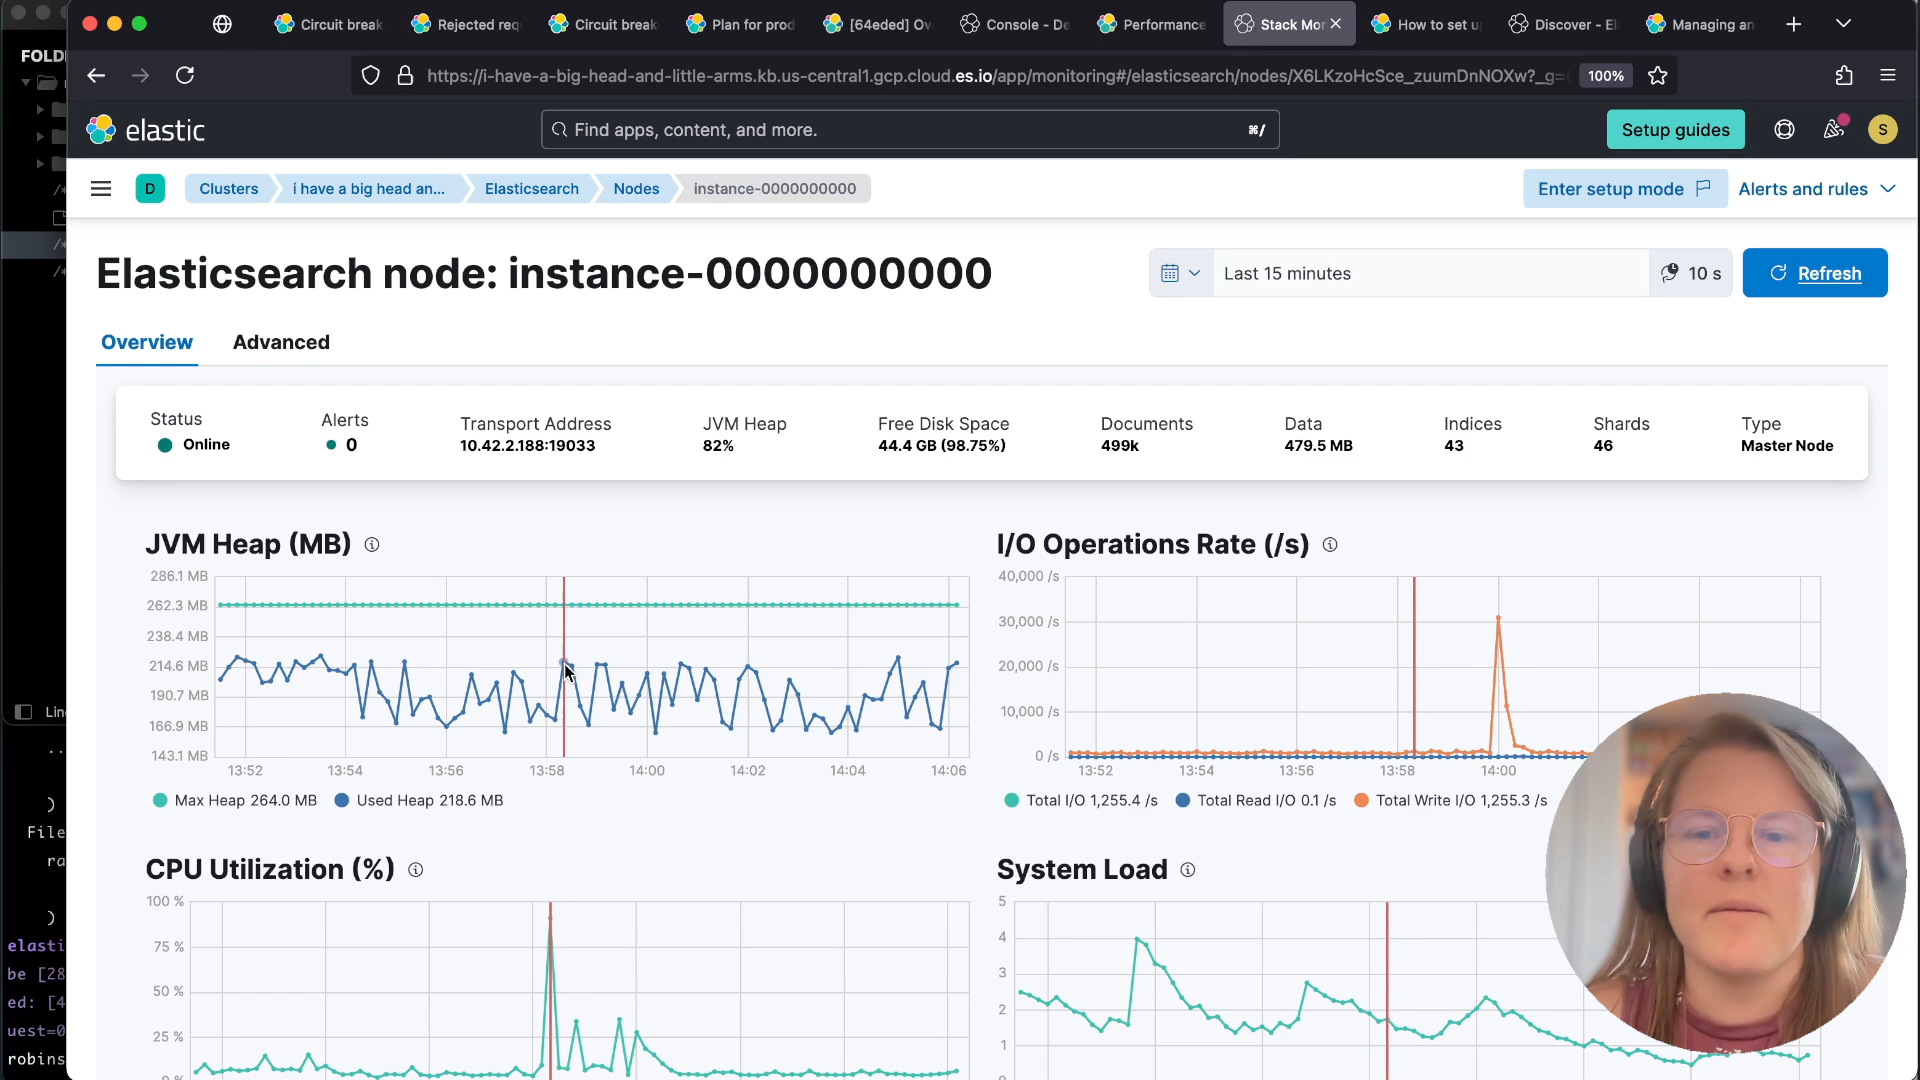 FOLD
Circuit break
Rejected req
Circuit break
Plan for prod
[64eded] Ov
Console - De
Performance
Stack Mor
How to set u
Discover - El
Managing an
https://i-have-a-big-head-and-little-arms.kb.us-central1.gcp.cloud.es.io/app/monitoring#/elasticsearch/nodes/X6LKzoHcSce_zuumDnNOXw?_g=
100%
elastic
Find apps, content, and more.
⌘/
Setup guides
S
D
Clusters
i have a big head an...
Elasticsearch
Nodes
instance-0000000000
Enter setup mode
Alerts and rules
Elasticsearch node: instance-0000000000
Last 15 minutes
10 s
Refresh
Overview
Advanced
Status
Online
Alerts
0
Transport Address
10.42.2.188:19033
JVM Heap
82%
Free Disk Space
44.4 GB (98.75%)
Documents
499k
Data
479.5 MB
Indices
43
Shards
46
Type
Master Node
JVM Heap (MB)
286.1 MB
262.3 MB
238.4 MB
214.6 MB
190.7 MB
166.9 MB
143.1 MB
13:52 13:54 13:56 13:58 14:00 14:02 14:04 14:06
Max Heap 264.0 MB
Used Heap 218.6 MB
I/O Operations Rate (/s)
40,000 /s
30,000 /s
20,000 /s
10,000 /s
0 /s
13:52 13:54 13:56 13:58 14:00
Total I/O 1,255.4 /s
Total Read I/O 0.1 /s
Total Write I/O 1,255.3 /s
CPU Utilization (%)
100 %
75 %
50 %
25 %
0 %
System Load
5
4
3
2
1
0
Line
..
)
File
ra
)
elasti
be [28
ed: [4
uest=0
robins